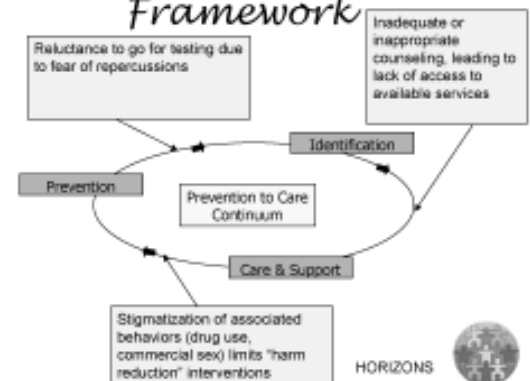 Framework
Reluctance to go for testing due
to fear of repercussions
Inadequate or
inappropriate
counseling, leading to
lack of access to
available services
Identification
Prevention
Prevention to Care
Continuum
Care & Support
Stigmatization of associated
behaviors (drug use,
commercial sex) limits "harm
reduction" interventions
HORIZONS